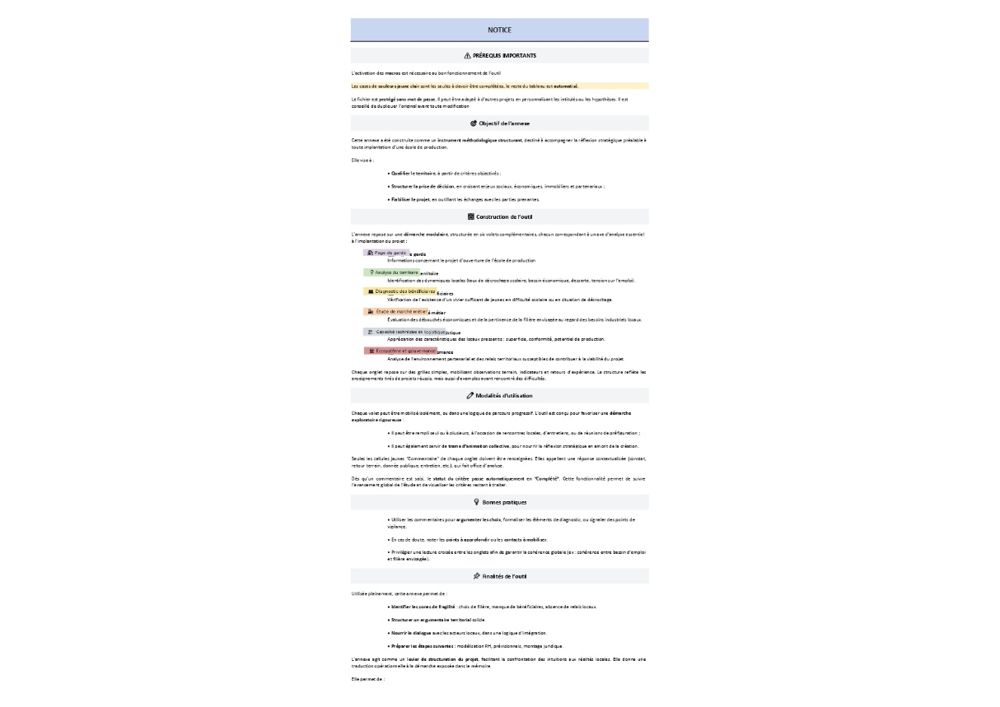 NOTICE
⚠ PRÉREQUIS IMPORTANTS
L'activation des macros est nécessaire au bon fonctionnement de l'outil
Les cases de couleurs jaune clair sont les seules à devoir être complétées, le reste du tableau est automatisé.
Le fichier est protégé sans mot de passe. Il peut être adapté à d'autres projets en personnalisant les intitulés ou les hypothèses. Il est
conseillé de dupliquer l'original avant toute modification
Objectif de l'annexe
Cette annexe a été construite comme un instrument méthodologique structurant, destiné à accompagner la réflexion stratégique préalable à
toute implantation d'une école de production.
Elle vise à :
• Qualifier le territoire, à partir de critères objectivés ;
• Structurer la prise de décision, en croisant enjeux sociaux, économiques, immobiliers et partenariaux ;
• Fiabiliser le projet, en outillant les échanges avec les parties prenantes.
Construction de l'outil
L'annexe repose sur une démarche modulaire, structurée en six volets complémentaires, chacun correspondant à un axe d'analyse essentiel
à l'implantation du projet :
Page de garde e garde
Informations concernant le projet d'ouverture de l'école de production
Analyse du territoire erritoire
Identification des dynamiques locales (taux de décrochage scolaire, bassin économique, desserte, tension sur l'emploi).
Diagnostic des bénéficiaires ficiaires
Vérification de l'existence d'un vivier suffisant de jeunes en difficulté scolaire ou en situation de décrochage.
Étude de marché métier é métier
Évaluation des débouchés économiques et de la pertinence de la filière envisagée au regard des besoins industriels locaux.
Capacité technique et logistique istique
Appréciation des caractéristiques des locaux pressentis : superficie, conformité, potentiel de production.
Écosystème et gouvernance rnance
Analyse de l'environnement partenarial et des relais territoriaux susceptibles de contribuer à la viabilité du projet.
Chaque onglet repose sur des grilles simples, mobilisant observations terrain, indicateurs et retours d'expérience. La structure reflète les
enseignements tirés de projets réussis, mais aussi d'exemples ayant rencontré des difficultés.
Modalités d'utilisation
Chaque volet peut être mobilisé isolément, ou dans une logique de parcours progressif. L'outil est conçu pour favoriser une démarche
exploratoire rigoureuse :
• Il peut être rempli seul ou à plusieurs, à l'occasion de rencontres locales, d'entretiens, ou de réunions de préfiguration ;
• Il peut également servir de trame d'animation collective, pour nourrir la réflexion stratégique en amont de la création.
Seules les cellules jaunes "Commentaire" de chaque onglet doivent être renseignées. Elles appellent une réponse contextualisée (constat,
retour terrain, donnée publique, entretien, etc.), qui fait office d'analyse.
Dès qu'un commentaire est saisi, le statut du critère passe automatiquement en "Complété". Cette fonctionnalité permet de suivre
l'avancement global de l'étude et de visualiser les critères restant à traiter.
Bonnes pratiques
• Utiliser les commentaires pour argumenter les choix, formaliser les éléments de diagnostic, ou signaler des points de
vigilance.
• En cas de doute, noter les points à approfondir ou les contacts à mobiliser.
• Privilégier une lecture croisée entre les onglets afin de garantir la cohérence globale (ex : cohérence entre bassin d'emploi
et filière envisagée).
Finalités de l'outil
Utilisée pleinement, cette annexe permet de :
• Identifier les zones de fragilité : choix de filière, manque de bénéficiaires, absence de relais locaux.
• Structurer un argumentaire territorial solide.
• Nourrir le dialogue avec les acteurs locaux, dans une logique d'intégration.
• Préparer les étapes suivantes : modélisation RH, prévisionnels, montage juridique.
L'annexe agit comme un levier de structuration du projet, facilitant la confrontation des intuitions aux réalités locales. Elle donne une
traduction opérationnelle à la démarche exposée dans le mémoire.
Elle permet de :